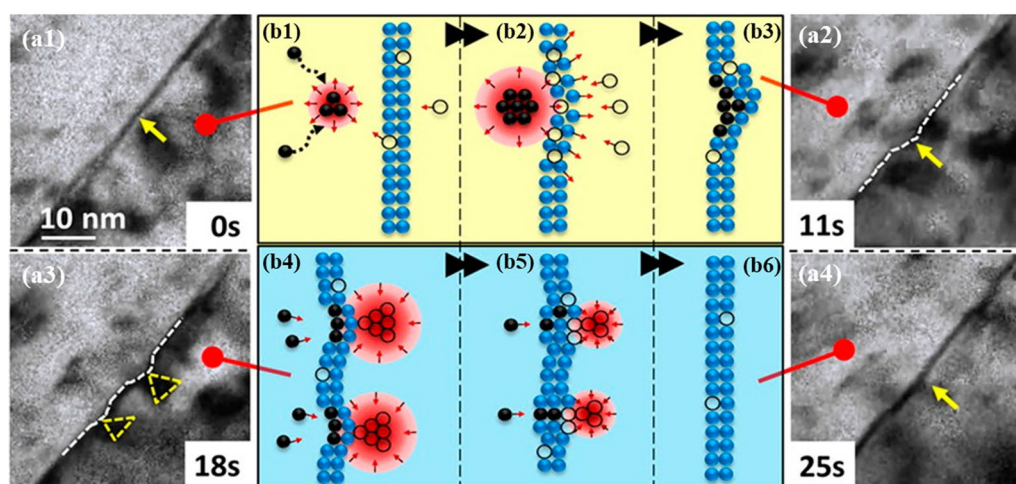 (a1)
10 nm
0s
(b1)
(b2)
(b3)
(a2)
11s
(a3)
18s
(b4)
(b5)
(b6)
(a4)
25s